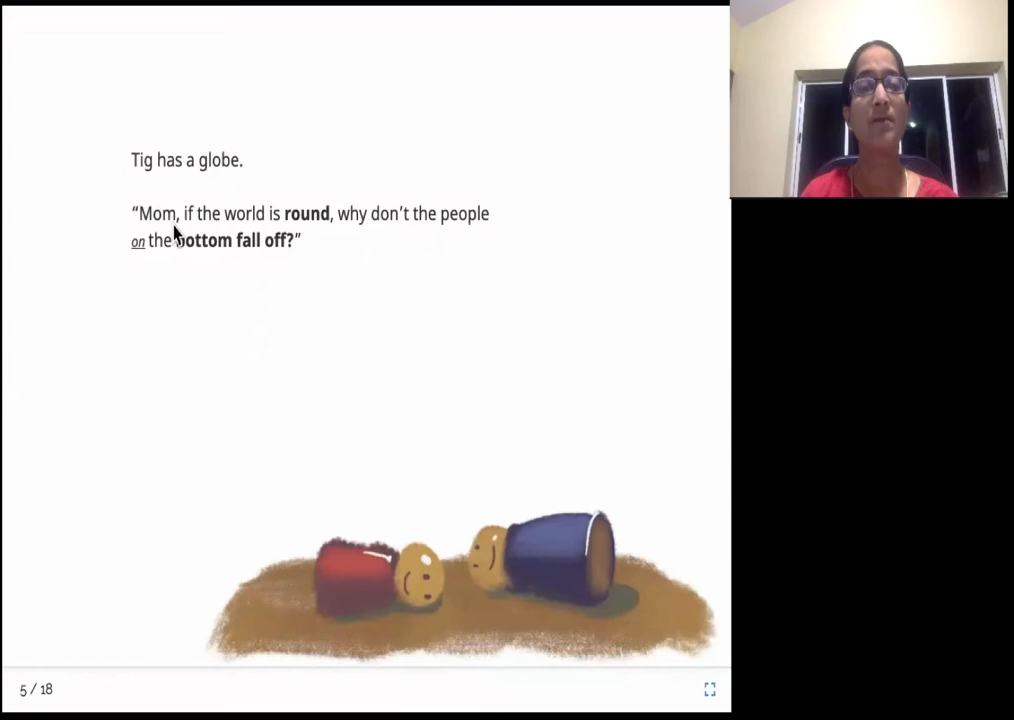 Tig has a globe.
“Mom, if the world is round, why don’t the people
on the bottom fall off?”
5 / 18